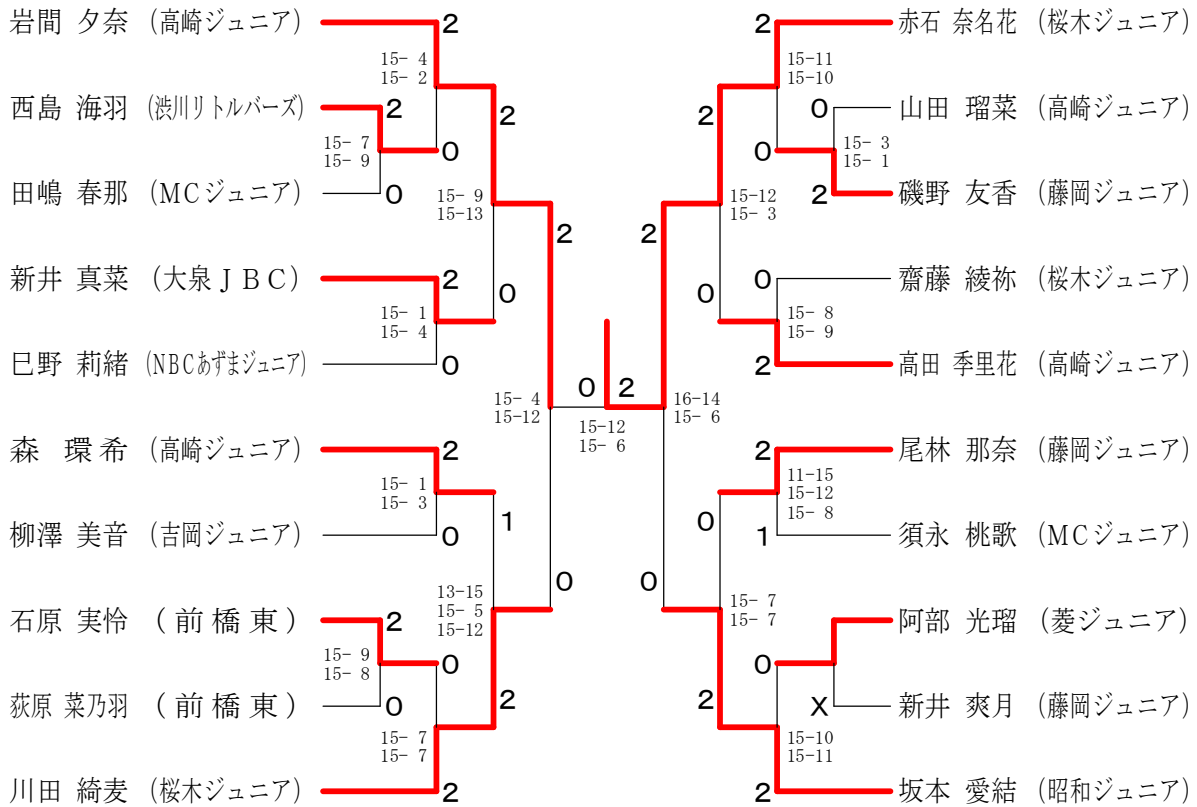 岩間 夕奈 (高崎ジュニア) 2
15- 4
15- 2
西島 海羽 (渋川リトルバーズ) 2
2
15- 7
15- 9
0
田嶋 春那 (MCジュニア) 0
15- 9
15-13
2
新井 真菜 (大泉JBC) 2
0
15- 1
15- 4
巳野 莉緒 (NBCあずまジュニア) 0
15- 4
15-12
森 環希 (高崎ジュニア) 2
15- 1
15- 3
1
柳澤 美音 (吉岡ジュニア) 0
0
13-15
15- 5
15-12
石原 実怜 (前橋東) 2
15- 9
15- 8
0
荻原 菜乃羽 (前橋東) 0
2
15- 7
15- 7
川田 綺麦 (桜木ジュニア) 2
0 2
15-12
15- 6
2 赤石 奈名花 (桜木ジュニア)
15-11
15-10
0 山田 瑠菜 (高崎ジュニア)
2
15- 3
15- 1
0
2 磯野 友香 (藤岡ジュニア)
15-12
15- 3
2
0 齋藤 綾祢 (桜木ジュニア)
0
15- 8
15- 9
2 高田 季里花 (高崎ジュニア)
16-14
15- 6
2 尾林 那奈 (藤岡ジュニア)
11-15
15-12
15- 8
0
1 須永 桃歌 (MCジュニア)
0
15- 7
15- 7
阿部 光瑠 (菱ジュニア)
0
X 新井 爽月 (藤岡ジュニア)
2
15-10
15-11
2 坂本 愛結 (昭和ジュニア)